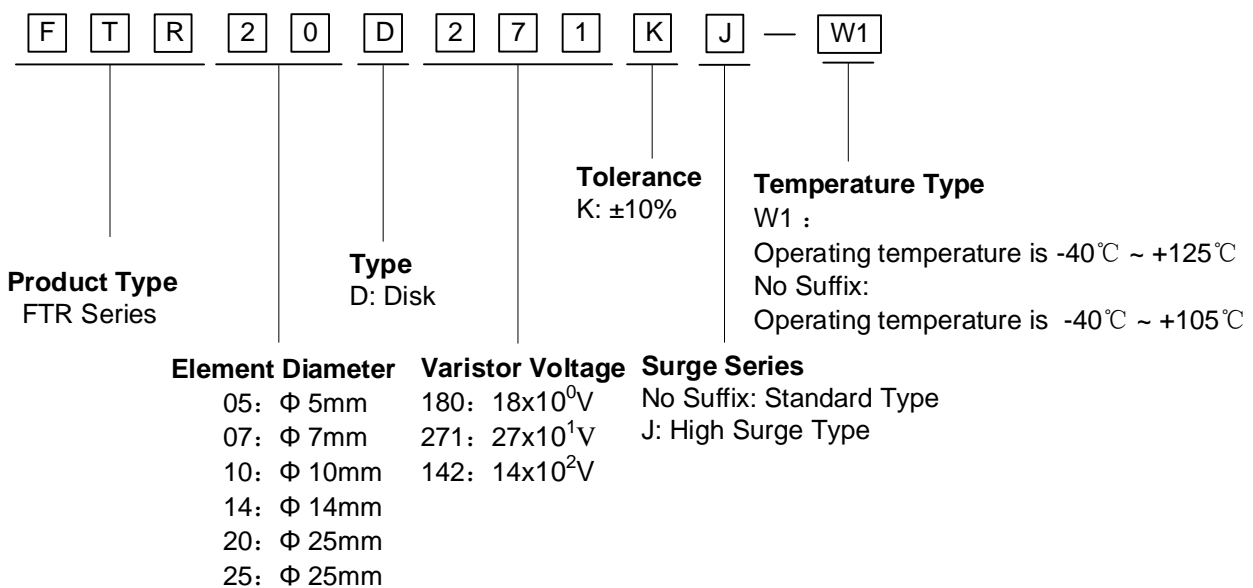 F T R 2 0 D 2 7 1 K J — W1
Tolerance
K: ±10%
Temperature Type
W1：
Operating temperature is -40℃ ~ +125℃
No Suffix:
Operating temperature is -40℃ ~ +105℃
Type
D: Disk
Product Type
FTR Series
Element Diameter
05：Φ 5mm
07：Φ 7mm
10：Φ 10mm
14：Φ 14mm
20：Φ 25mm
25：Φ 25mm
Varistor Voltage
180：18x10⁰V
271：27x10¹V
142：14x10²V
Surge Series
No Suffix: Standard Type
J: High Surge Type